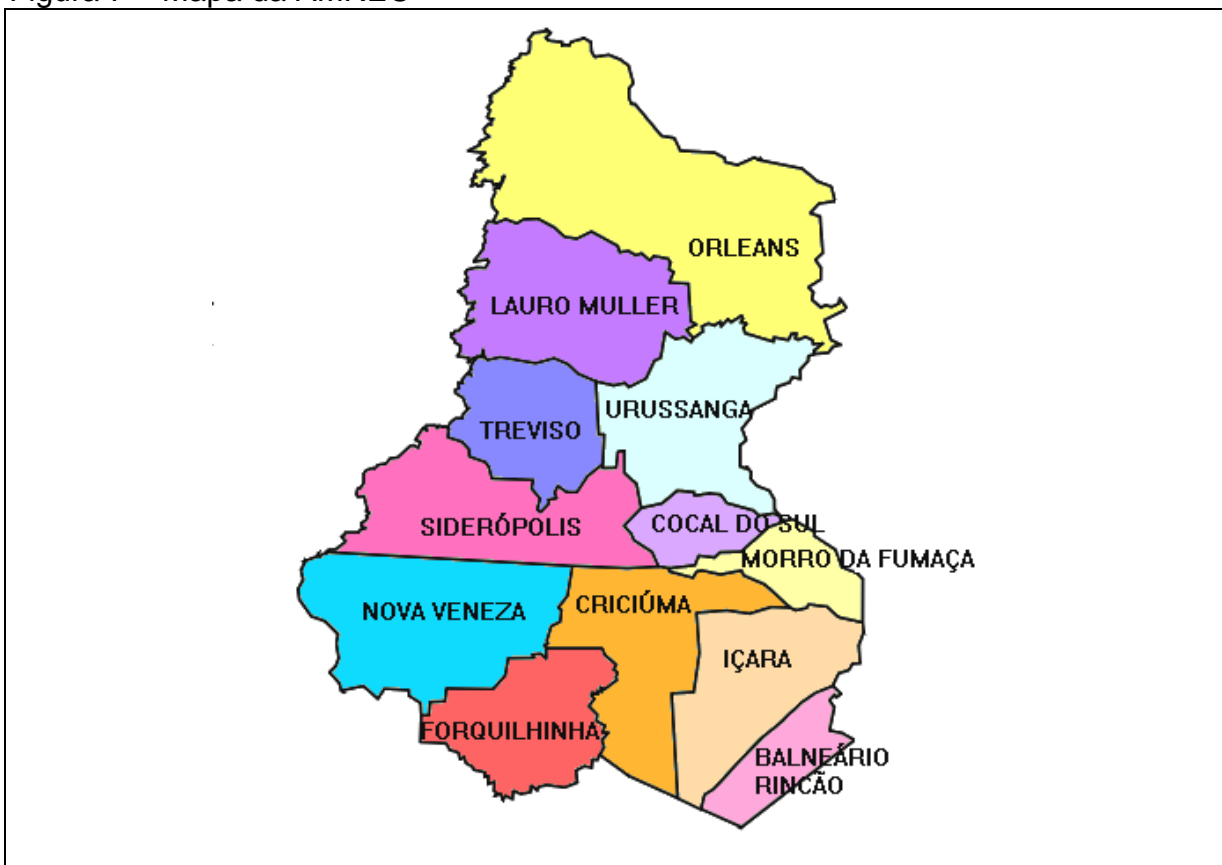 ORLEANS
LAURO MULLER
URUSSANGA
TREVISO
SIDERÓPOLIS
COCAL DO SUL
MORRO DA FUMAÇA
NOVA VENEZA
CRICIÚMA
IÇARA
FORQUILHINHA
BALNEÁRIO
RINCÃO